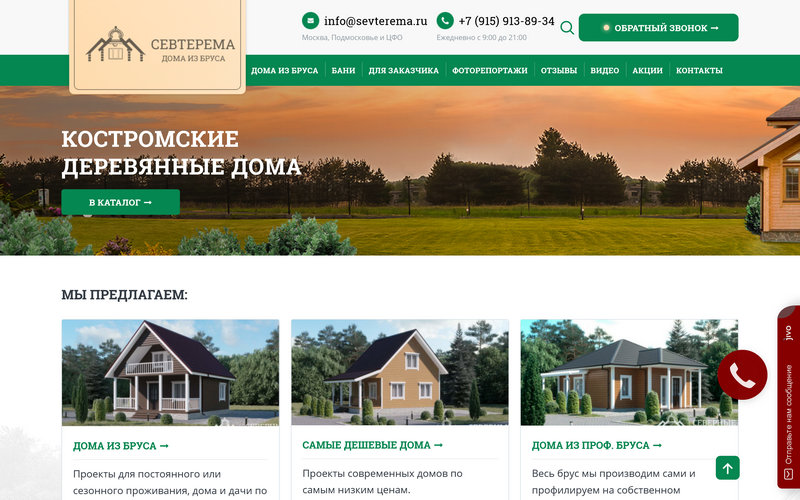 СЕВТЕРЕМА
ДОМА ИЗ БРУСА
info@sevterema.ru
Москва, Подмосковье и ЦФО
+7 (915) 913-89-34
Ежедневно с 9:00 до 21:00
ОБРАТНЫЙ ЗВОНОК
ДОМА ИЗ БРУСА БАНИ ДЛЯ ЗАКАЗЧИКА ФОТОРЕПОРТАЖИ ОТЗЫВЫ ВИДЕО АКЦИИ КОНТАКТЫ
КОСТРОМСКИЕ
ДЕРЕВЯННЫЕ ДОМА
В КАТАЛОГ
МЫ ПРЕДЛАГАЕМ:
ДОМА ИЗ БРУСА
Проекты для постоянного или
сезонного проживания, дома и дачи по
САМЫЕ ДЕШЕВЫЕ ДОМА
Проекты современных домов по
самым низким ценам.
ДОМА ИЗ ПРОФ. БРУСА
Весь брус мы производим сами и
профилируем на собственном
jivo
Отправьте нам сообщение